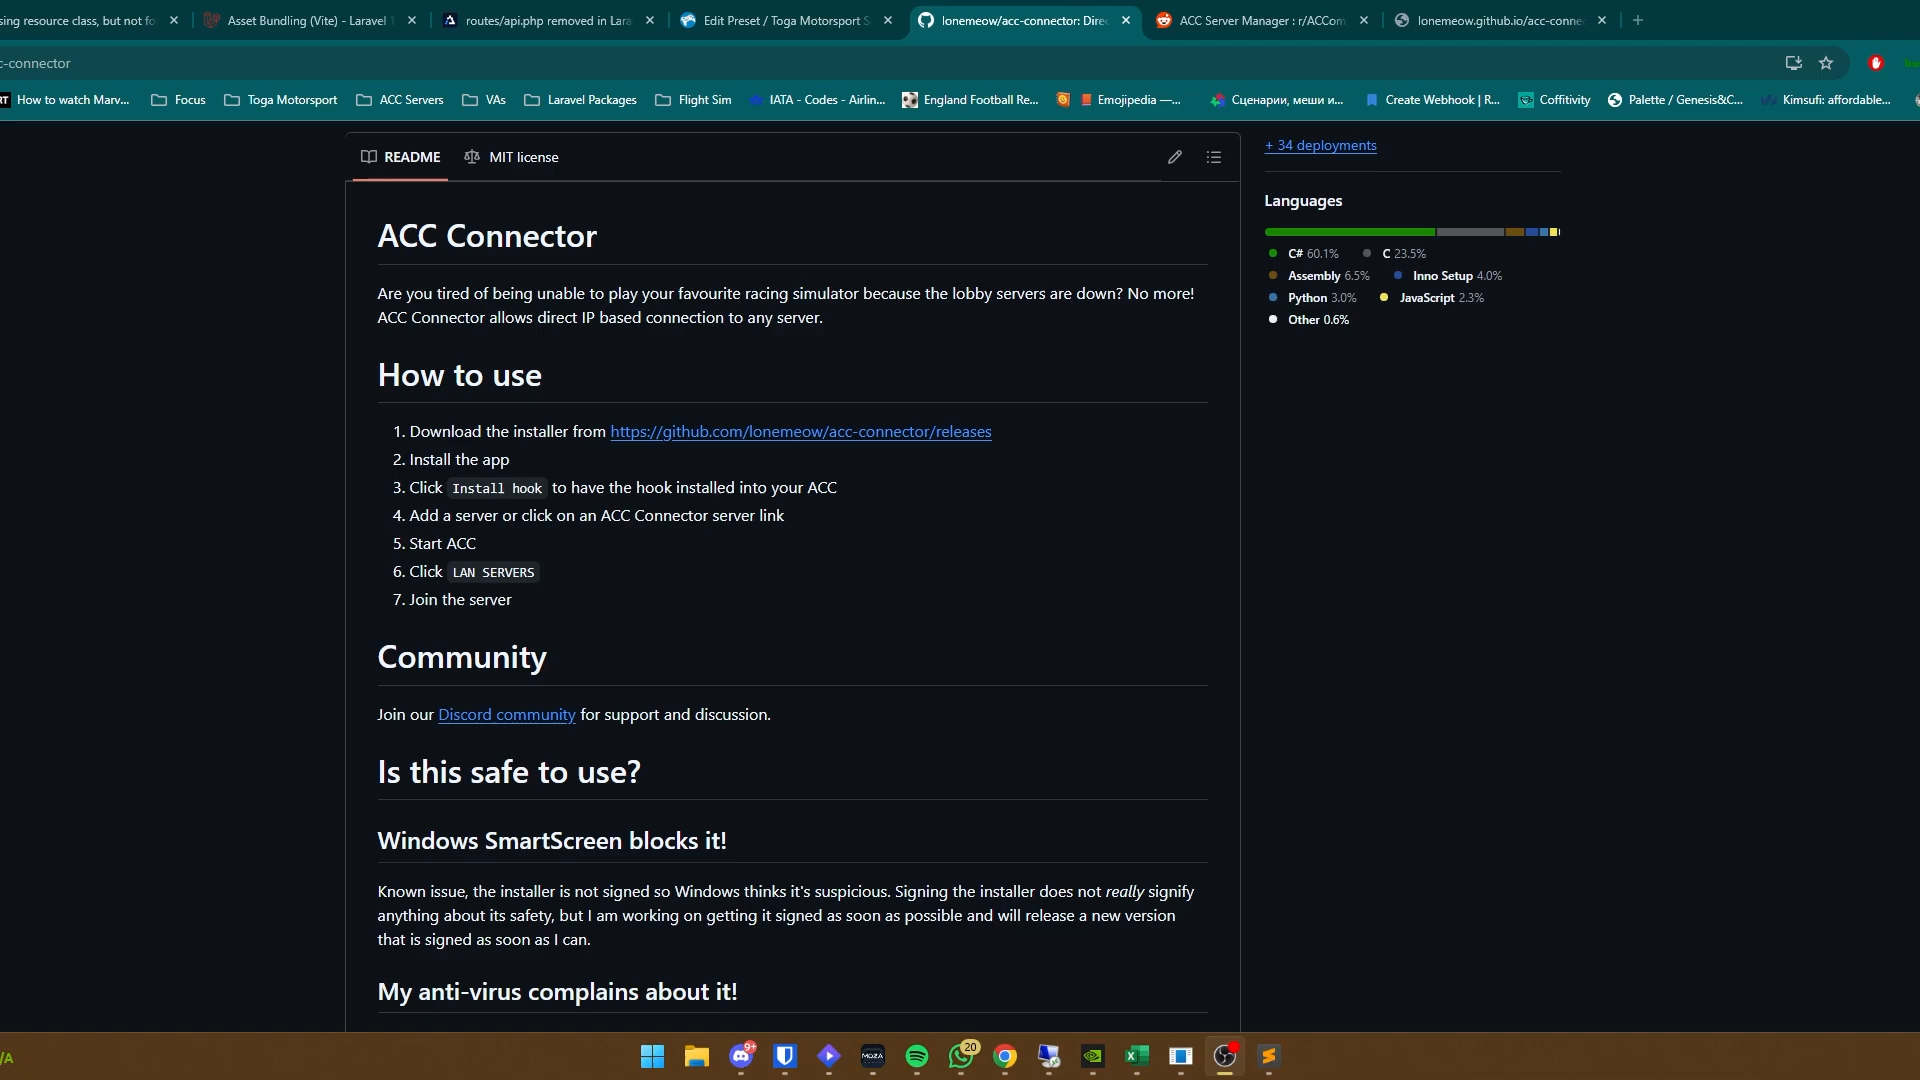 sing resource class, but not fo
Asset Bundling (Vite) - Laravel 1
routes/api.php removed in Lara
Edit Preset / Toga Motorsport S
lonemeow/acc-connector: Direc
ACC Server Manager : r/ACCom
lonemeow.github.io/acc-conne
c-connector
How to watch Marv...
Focus
Toga Motorsport
ACC Servers
VAs
Laravel Packages
Flight Sim
IATA - Codes - Airlin...
England Football Re...
Emojipedia —...
Сценарии, меши и...
Create Webhook | R...
Coffitivity
Palette / Genesis&C...
Kimsufi: affordable...
README
MIT license
ACC Connector
Are you tired of being unable to play your favourite racing simulator because the lobby servers are down? No more!
ACC Connector allows direct IP based connection to any server.
How to use
1. Download the installer from https://github.com/lonemeow/acc-connector/releases
2. Install the app
3. Click Install hook to have the hook installed into your ACC
4. Add a server or click on an ACC Connector server link
5. Start ACC
6. Click LAN SERVERS
7. Join the server
Community
Join our Discord community for support and discussion.
Is this safe to use?
Windows SmartScreen blocks it!
Known issue, the installer is not signed so Windows thinks it's suspicious. Signing the installer does not really signify
anything about its safety, but I am working on getting it signed as soon as possible and will release a new version
that is signed as soon as I can.
My anti-virus complains about it!
+ 34 deployments
Languages
C# 60.1%
C 23.5%
Assembly 6.5%
Inno Setup 4.0%
Python 3.0%
JavaScript 2.3%
Other 0.6%
/A
9+
MOZA
20